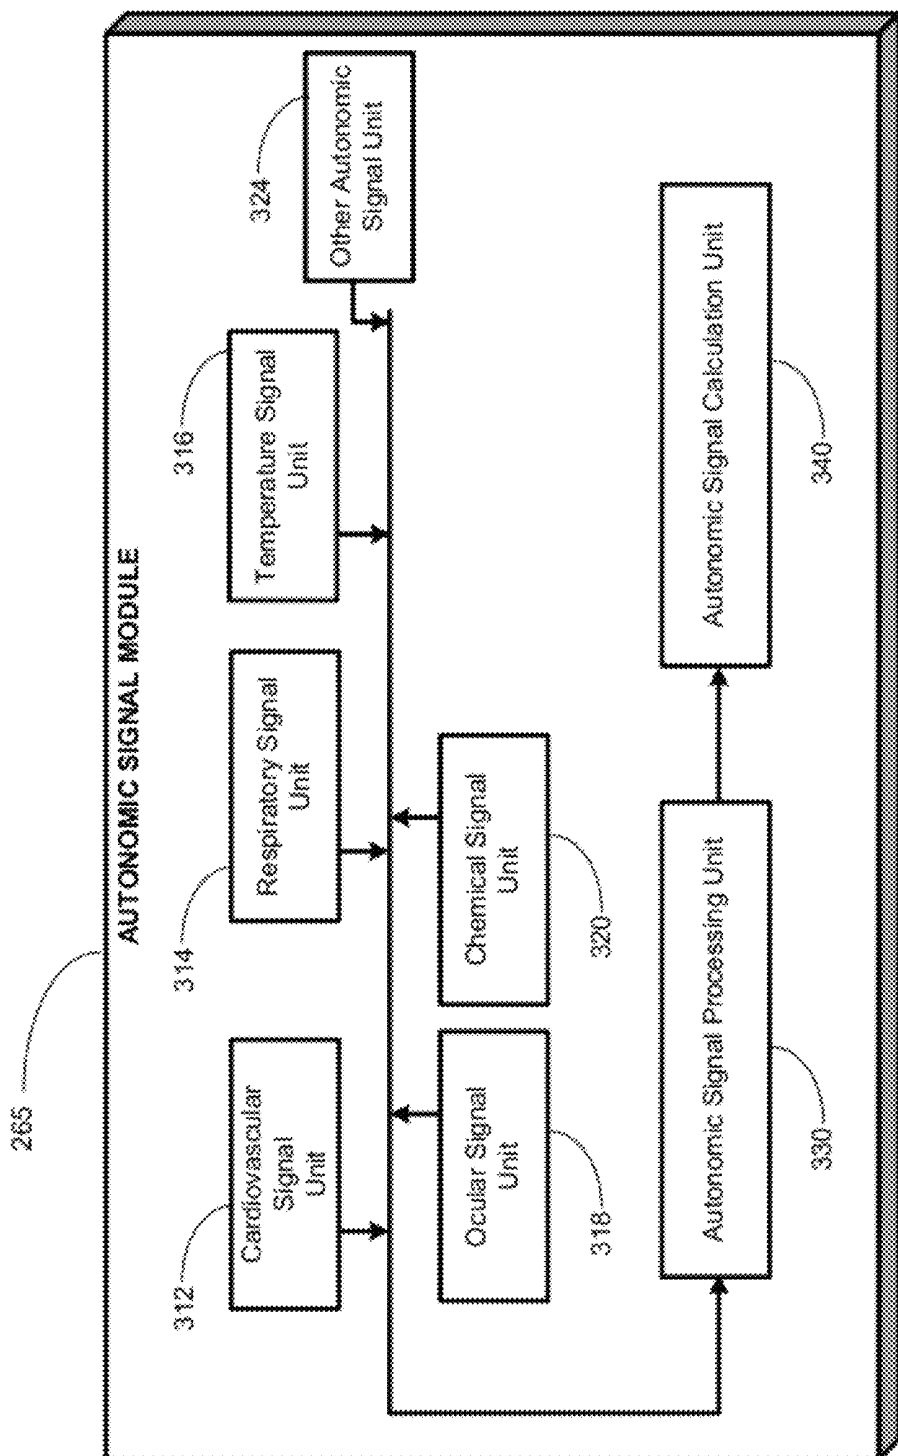 265
AUTONOMIC SIGNAL MODULE
312
Cardiovascular
Signal
Unit
314
Respiratory Signal
Unit
316
Temperature Signal
Unit
324
Other Autonomic
Signal Unit
Ocular Signal
Unit
318
Chemical Signal
Unit
320
Autonomic Signal Processing Unit
330
Autonomic Signal Calculation Unit
340